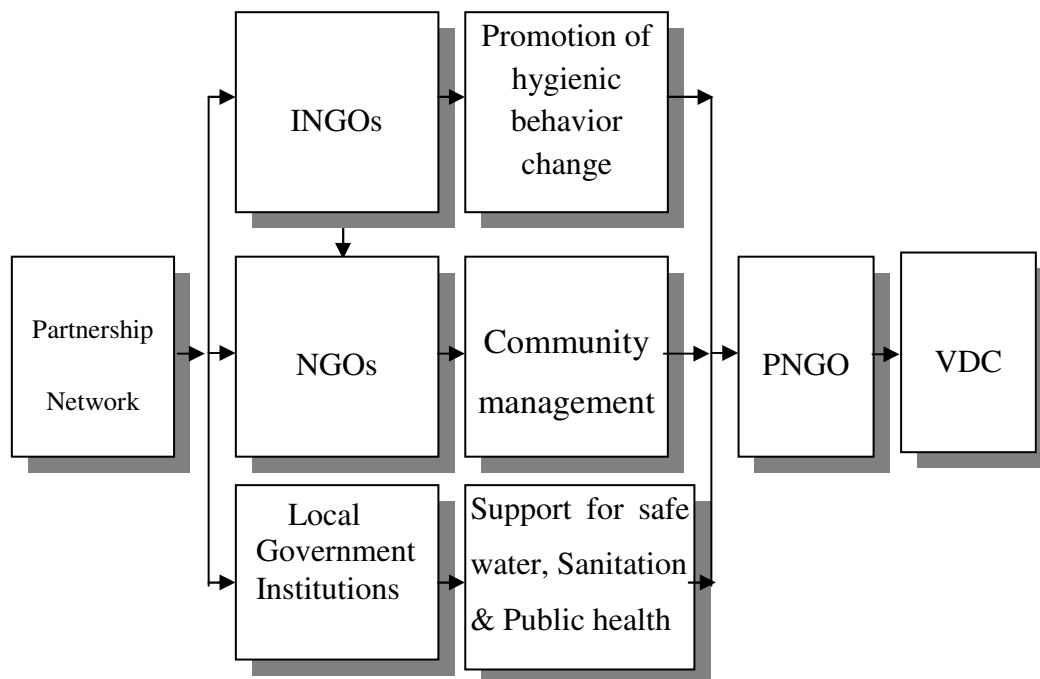 Promotion of
hygienic
behavior
change
INGOs
Partnership
Network
NGOs
Community
management
PNGO
VDC
Local
Government
Institutions
Support for safe
water, Sanitation
& Public health